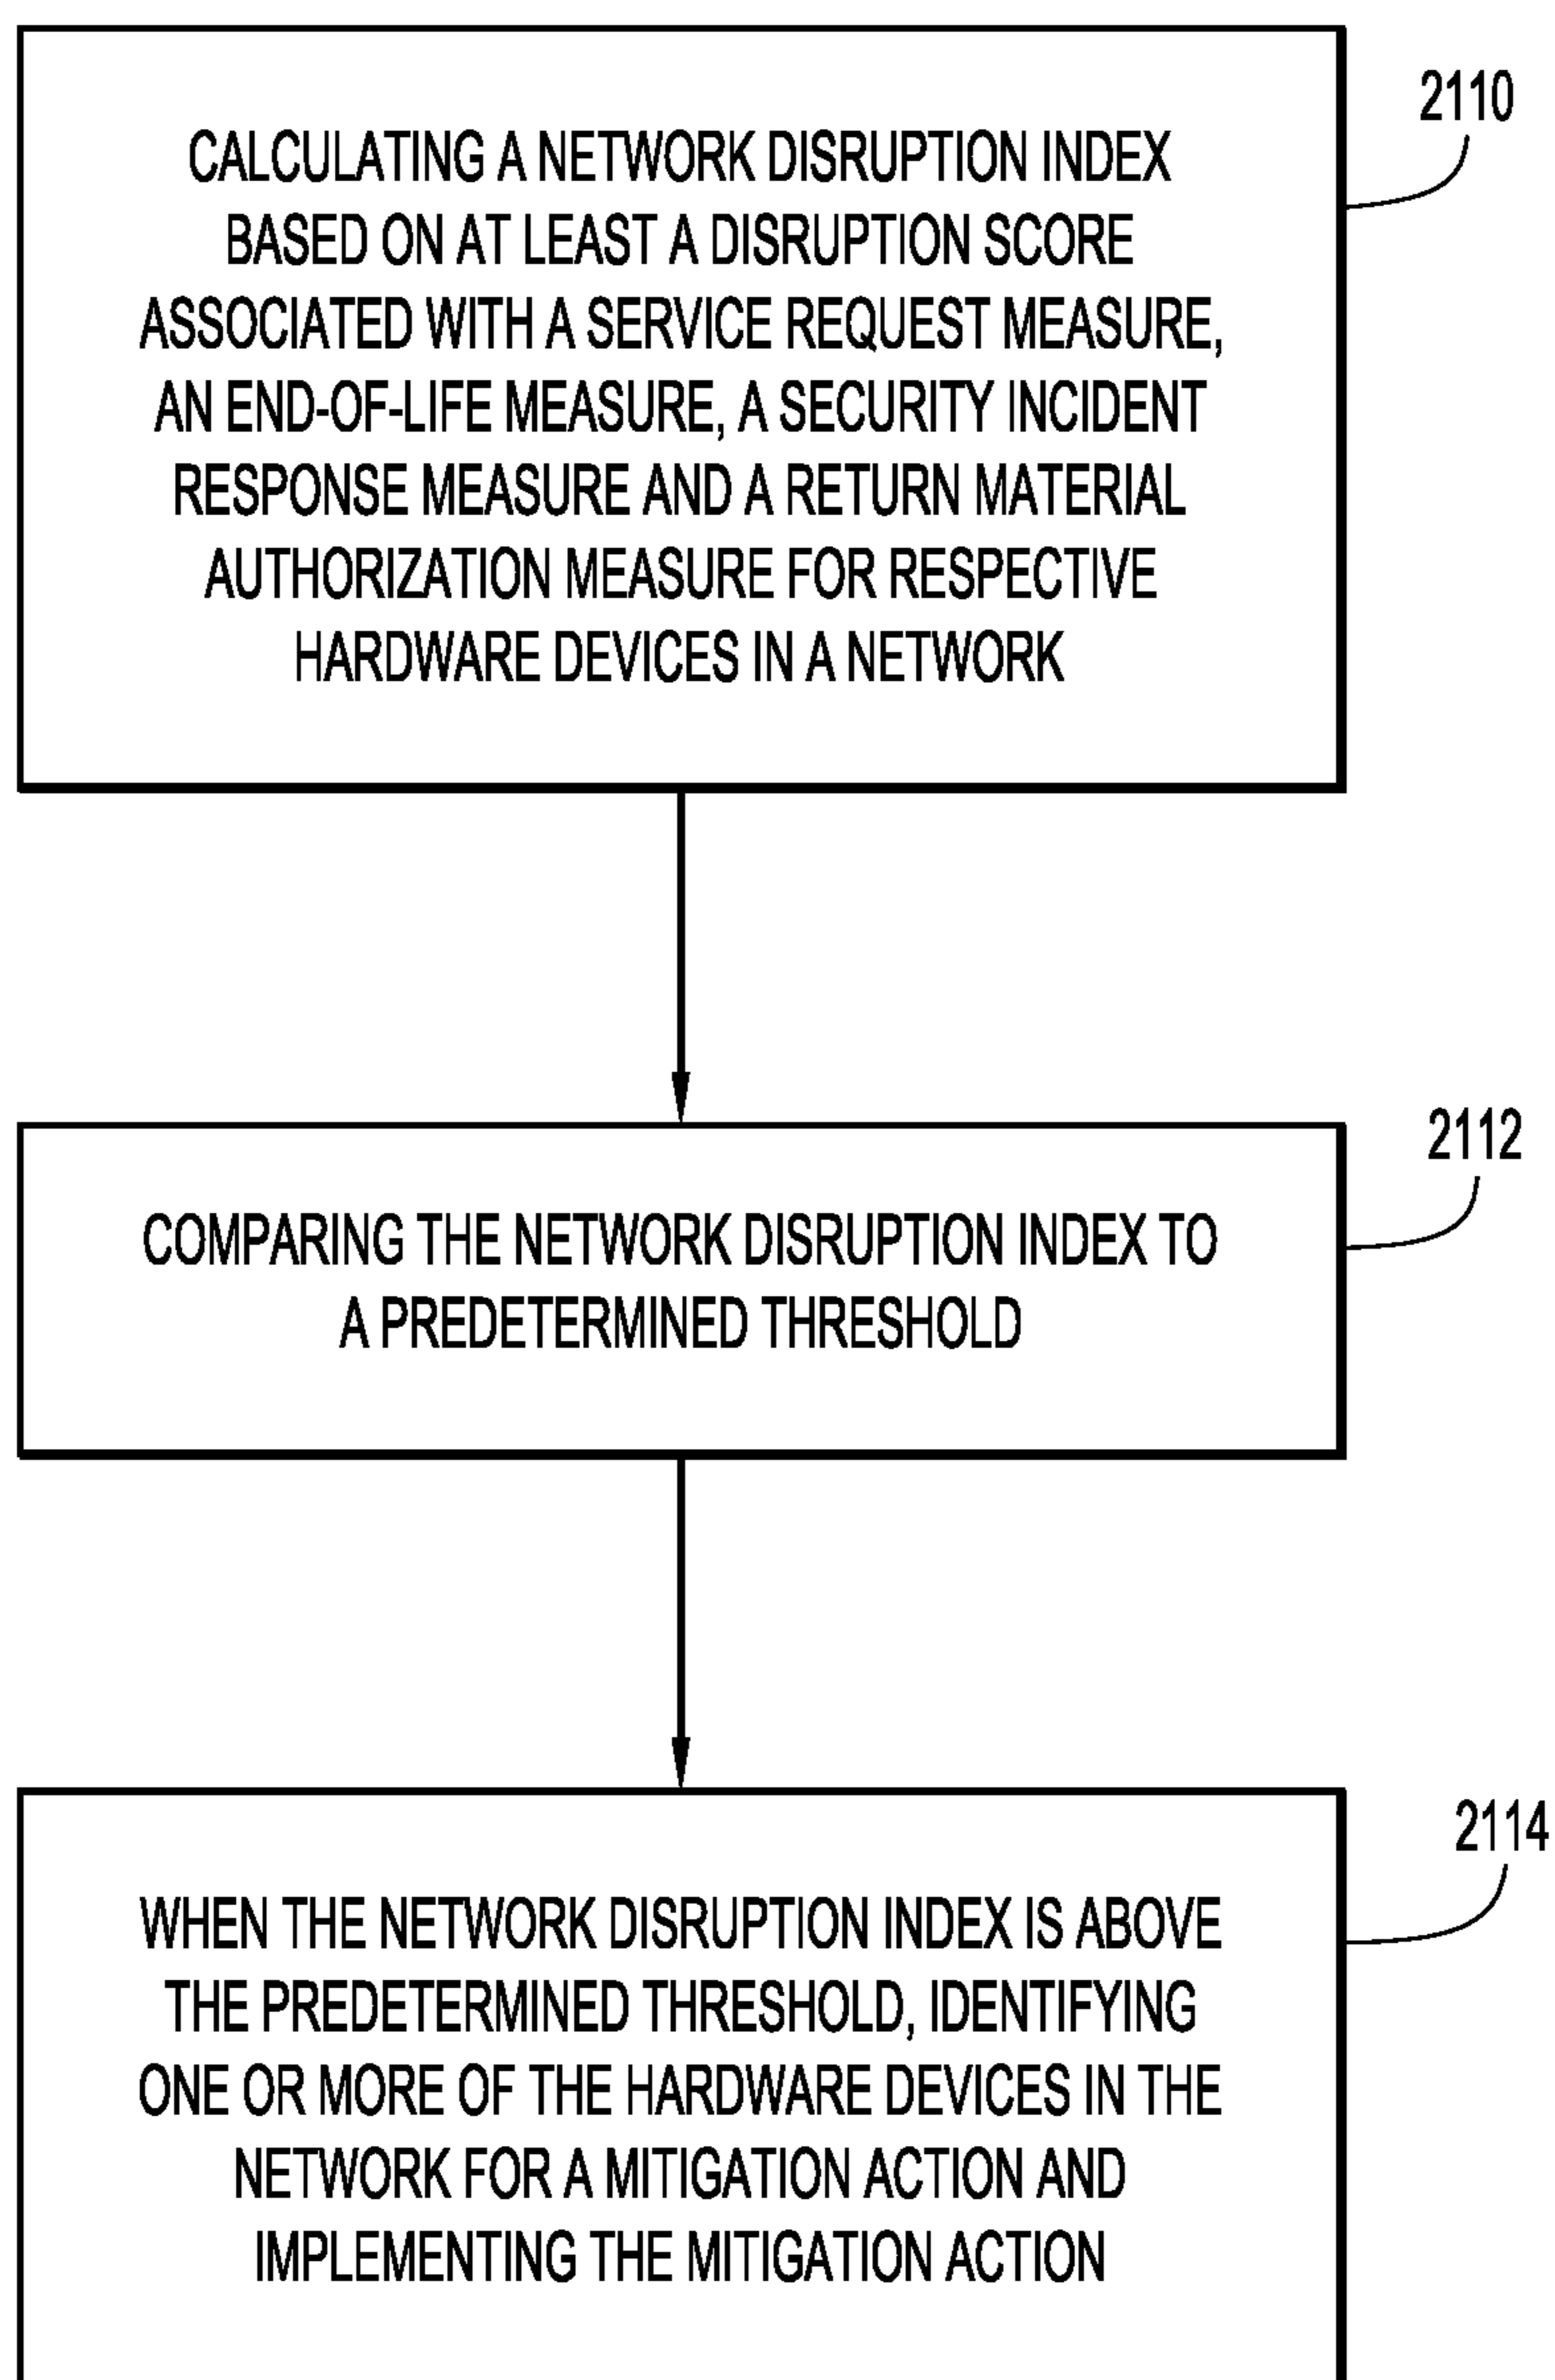 2110
CALCULATING A NETWORK DISRUPTION INDEX
BASED ON AT LEAST A DISRUPTION SCORE
ASSOCIATED WITH A SERVICE REQUEST MEASURE,
AN END-OF-LIFE MEASURE, A SECURITY INCIDENT
RESPONSE MEASURE AND A RETURN MATERIAL
AUTHORIZATION MEASURE FOR RESPECTIVE
HARDWARE DEVICES IN A NETWORK
2112
COMPARING THE NETWORK DISRUPTION INDEX TO
A PREDETERMINED THRESHOLD
2114
WHEN THE NETWORK DISRUPTION INDEX IS ABOVE
THE PREDETERMINED THRESHOLD, IDENTIFYING
ONE OR MORE OF THE HARDWARE DEVICES IN THE
NETWORK FOR A MITIGATION ACTION AND
IMPLEMENTING THE MITIGATION ACTION